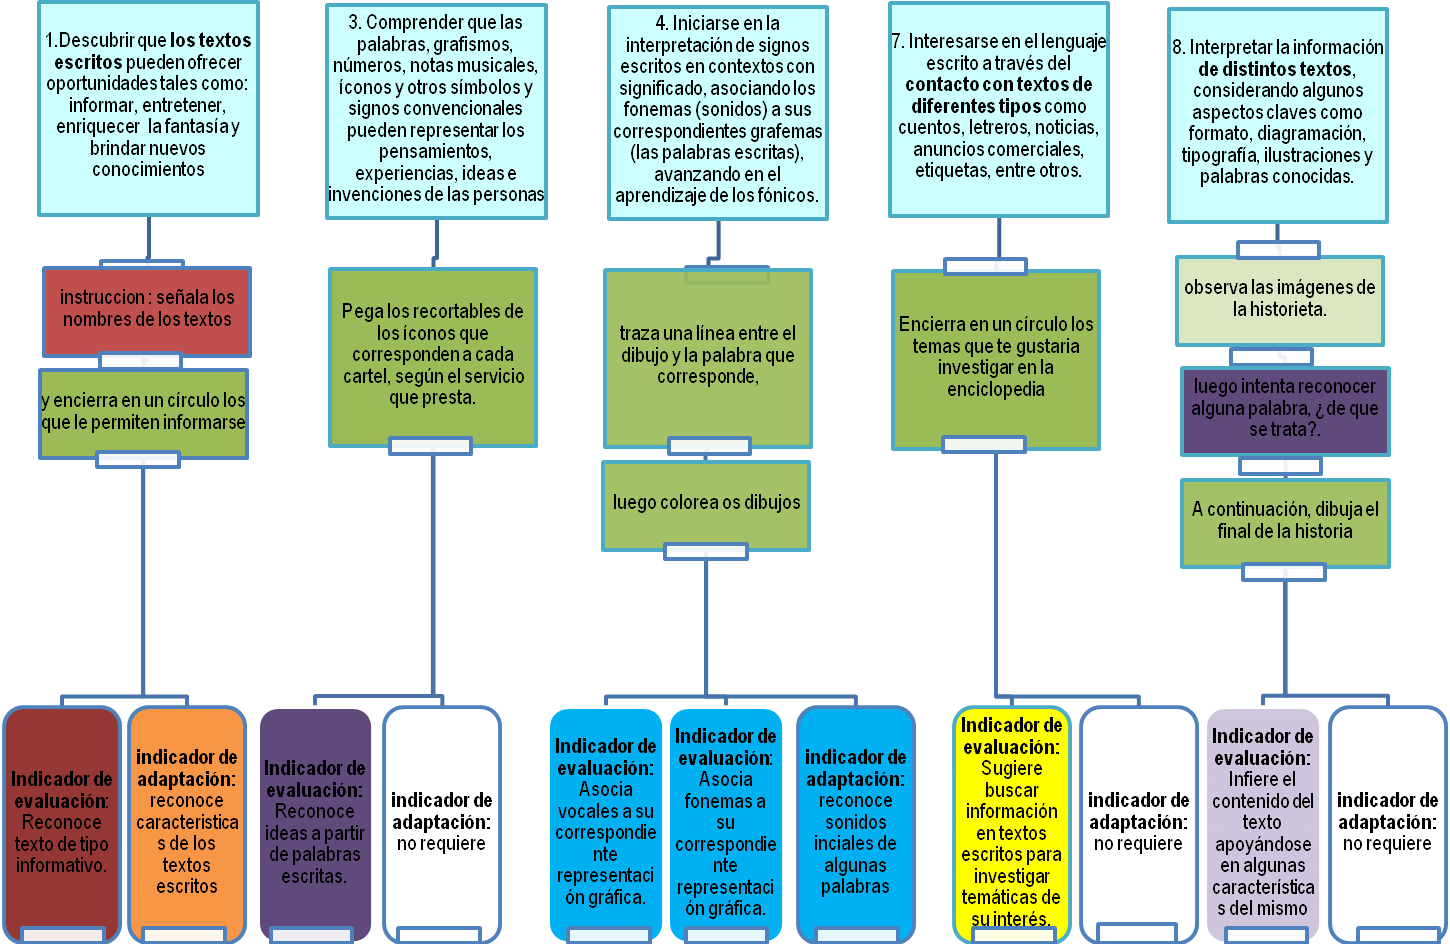 1.Descubrir que los textos
escritos pueden ofrecer
oportunidades tales como:
informar, entretener,
enriquecer la fantasía y
brindar nuevos
conocimientos
instruccion : señala los
nombres de los textos
y encierra en un círculo los
que le permiten informarse
Indicador de
evaluación:
Reconoce
texto de tipo
informativo.
indicador de
adaptación:
reconoce
caracteristica
s de los
textos
escritos
3. Comprender que las
palabras, grafismos,
números, notas musicales,
íconos y otros símbolos y
signos convencionales
pueden representar los
pensamientos,
experiencias, ideas e
invenciones de las personas
Pega los recortables de
los íconos que
corresponden a cada
cartel, según el servicio
que presta.
Indicador de
evaluación:
Reconoce
ideas a partir
de palabras
escritas.
indicador de
adaptación:
no requiere
4. Iniciarse en la
interpretación de signos
escritos en contextos con
significado, asociando los
fonemas (sonidos) a sus
correspondientes grafemas
(las palabras escritas),
avanzando en el
aprendizaje de los fónicos.
traza una línea entre el
dibujo y la palabra que
corresponde,
luego colorea os dibujos
Indicador de
evaluación:
Asocia
vocales a su
correspondie
nte
representaci
ón gráfica.
Indicador de
evaluación:
Asocia
fonemas a
su
correspondie
nte
representaci
ón gráfica.
indicador de
adaptación:
reconoce
sonidos
inciales de
algunas
palabras
7. Interesarse en el lenguaje
escrito a través del
contacto con textos de
diferentes tipos como
cuentos, letreros, noticias,
anuncios comerciales,
etiquetas, entre otros.
Encierra en un círculo los
temas que te gustaria
investigar en la
enciclopedia
Indicador de
evaluación:
Sugiere
buscar
información
en textos
escritos para
investigar
temáticas de
su interés.
indicador de
adaptación:
no requiere
8. Interpretar la información
de distintos textos,
considerando algunos
aspectos claves como
formato, diagramación,
tipografía, ilustraciones y
palabras conocidas.
observa las imágenes de
la historieta.
luego intenta reconocer
alguna palabra, ¿de que
se trata?.
A continuación, dibuja el
final de la historia
Indicador de
evaluación:
Infiere el
contenido del
texto
apoyándose
en algunas
característica
s del mismo
indicador de
adaptación:
no requiere